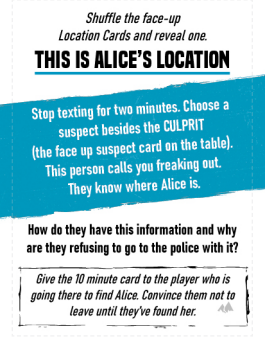 Shuffle the face-up
Location Cards and reveal one.
THIS IS ALICE'S LOCATION
Stop texting for two minutes. Choose a
suspect besides the CULPRIT
(the face up suspect card on the table).
This person calls you freaking out.
They know where Alice is.
How do they have this information and why
are they refusing to go to the police with it?
Give the 10 minute card to the player who is
going there to find Alice. Convince them not to
leave until they've found her.